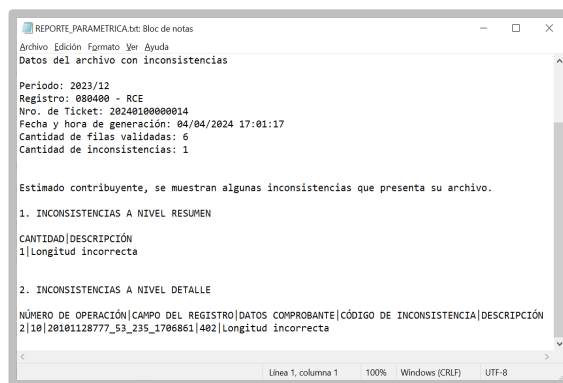 REPORTE_PARAMETRICA.txt: Bloc de notas
Archivo Edición Formato Ver Ayuda
Datos del archivo con inconsistencias
Periodo: 2023/12
Registro: 080400 - RCE
Nro. de Ticket: 20240100000014
Fecha y hora de generación: 04/04/2024 17:01:17
Cantidad de filas validadas: 6
Cantidad de inconsistencias: 1
Estimado contribuyente, se muestran algunas inconsistencias que presenta su archivo.
1. INCONSISTENCIAS A NIVEL RESUMEN
CANTIDAD|DESCRIPCIÓN
1|Longitud incorrecta
2. INCONSISTENCIAS A NIVEL DETALLE
NÚMERO DE OPERACIÓN|CAMPO DEL REGISTRO|DATOS COMPROBANTE|CÓDIGO DE INCONSISTENCIA|DESCRIPCIÓN
2|10|20101128777_53_235_1706861|402|Longitud incorrecta
Línea 1, columna 1 100% Windows (CRLF) UTF-8